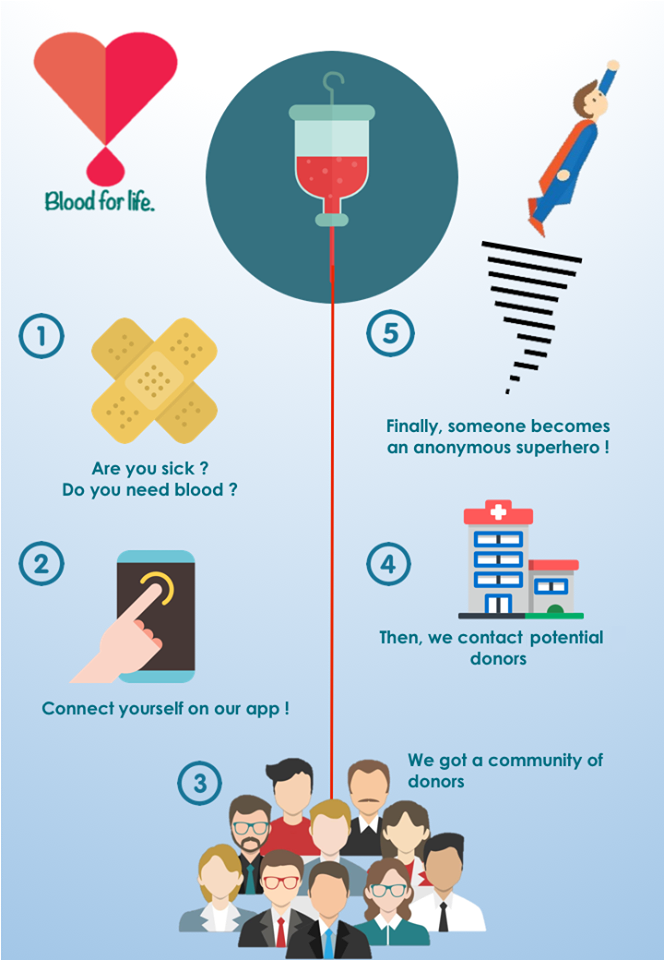 Blood for life.
1
Are you sick ?
Do you need blood ?
2
Connect yourself on our app !
3
We got a community of
donors
4
Then, we contact potential
donors
5
Finally, someone becomes
an anonymous superhero !